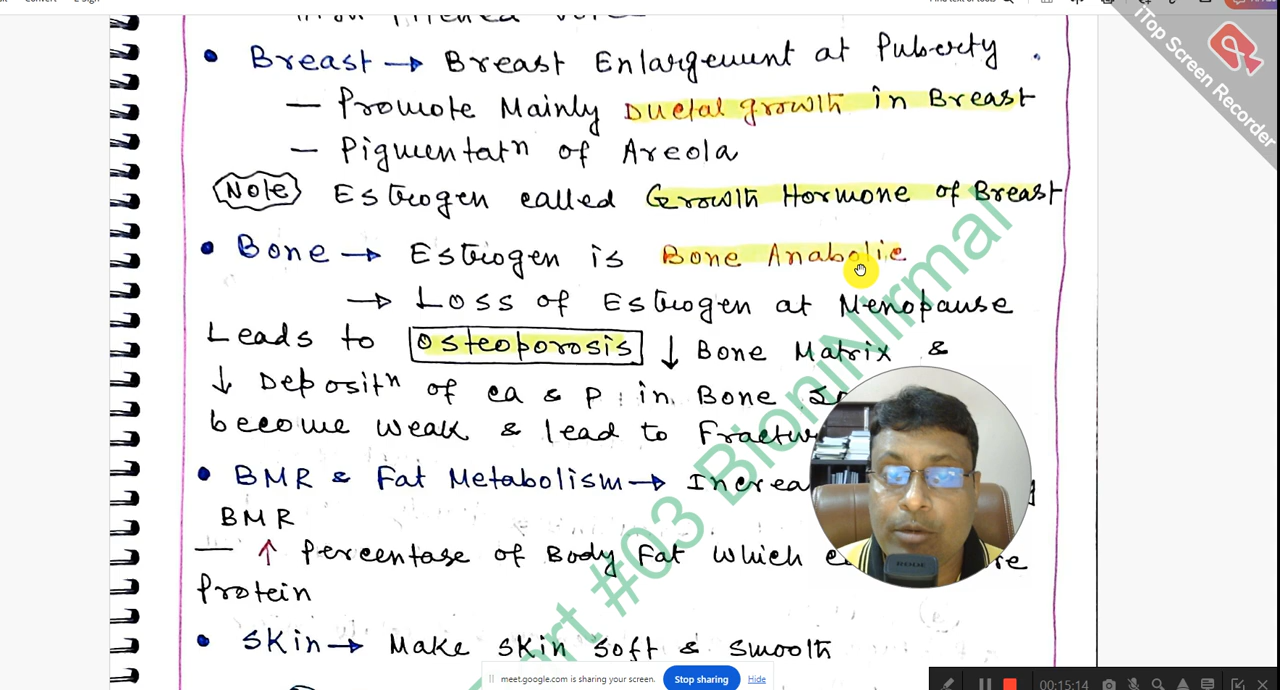 • Breast → Breast Enlargement at Puberty
— Promote Mainly Ductal growth in Breast
— Pigmentatn of Areola
Note Estrogen called Growth Hormone of Breast
• Bone → Estrogen is Bone Anabolic
→ Loss of Estrogen at Menopause
Leads to Osteoporosis ↓ Bone Matrix &
↓ Depositn of ca & P in Bone
become weak & lead to
• BMR & Fat Metabolism →
BMR
— ↑ percentage of Body Fat which
Protein
• Skin → Make skin soft & smooth
Part #03 BioniNirmal
iTop Screen Recorder
RODE
meet.google.com is sharing your screen. Stop sharing Hide
00:15:14